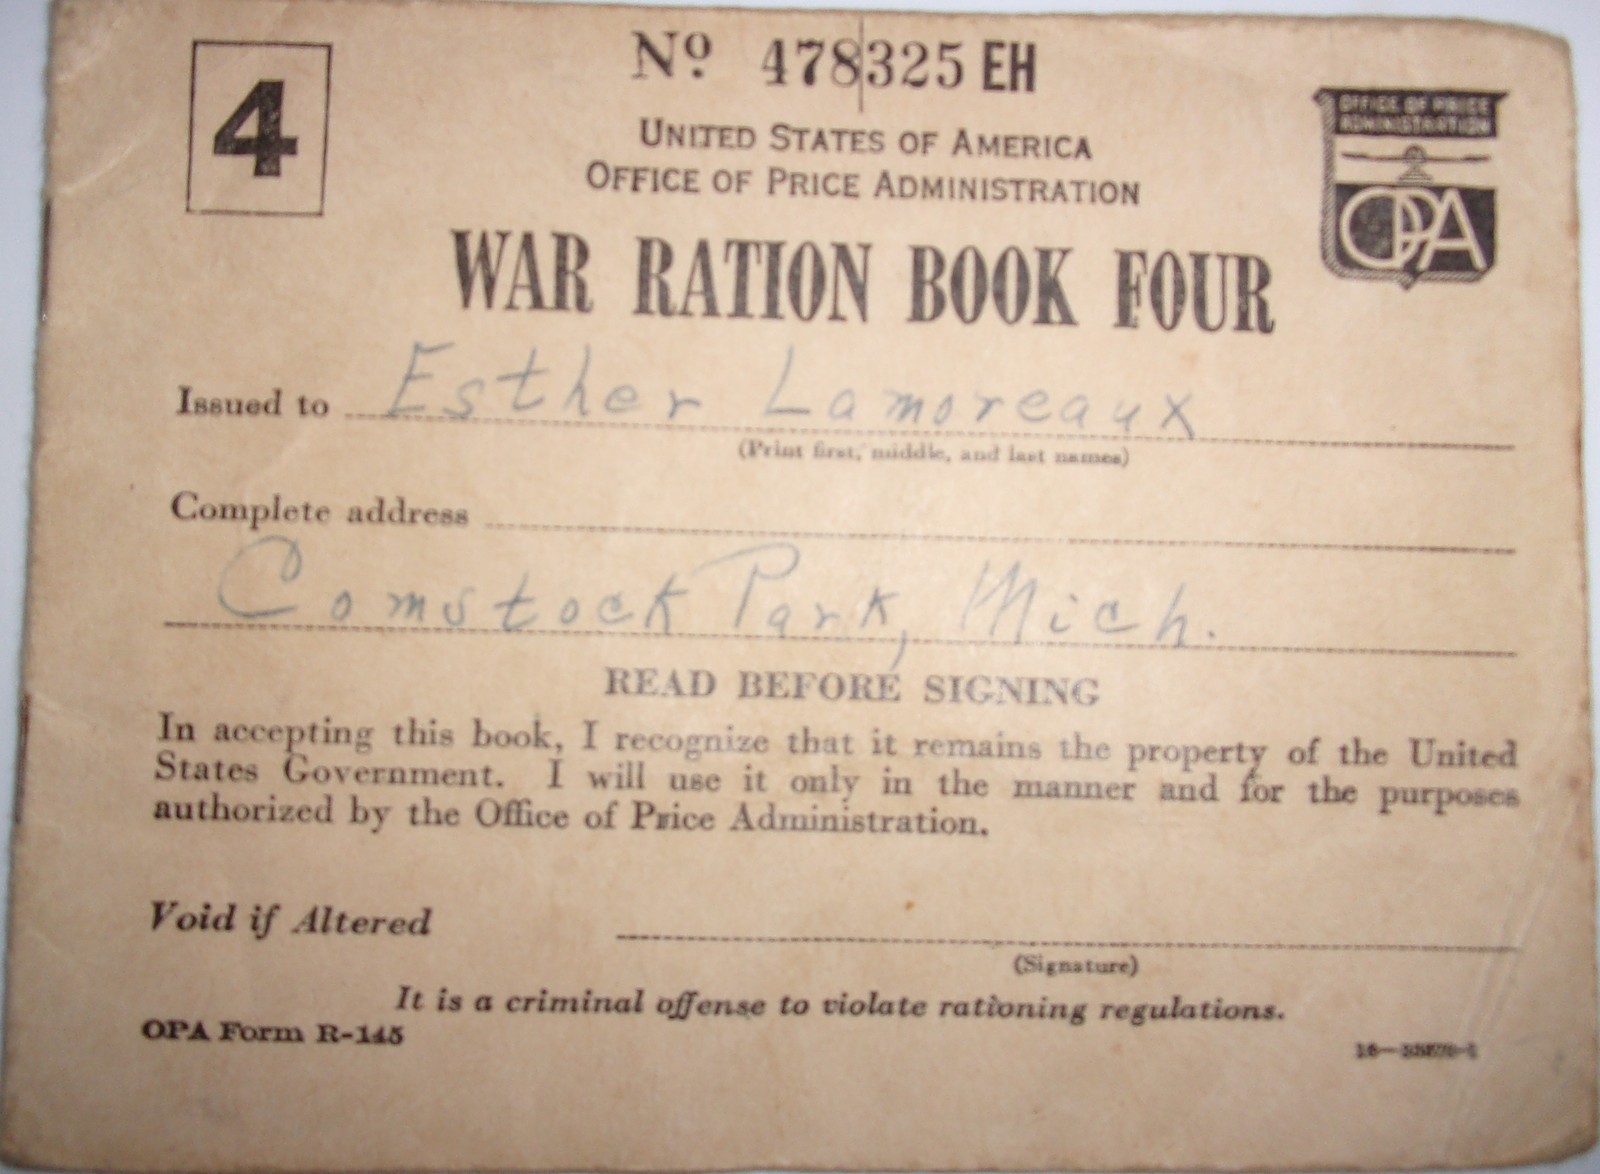 4
Nº 478325 EH
OFFICE OF PRICE
ADMINISTRATION
OPA
UNITED STATES OF AMERICA
OFFICE OF PRICE ADMINISTRATION
WAR RATION BOOK FOUR
Issued to Esther Lamoreaux
(Print first, middle, and last names)
Complete address
Comstock Park, Mich.
READ BEFORE SIGNING
In accepting this book, I recognize that it remains the property of the United
States Government. I will use it only in the manner and for the purposes
authorized by the Office of Price Administration.
Void if Altered
(Signature)
It is a criminal offense to violate rationing regulations.
OPA Form R-145